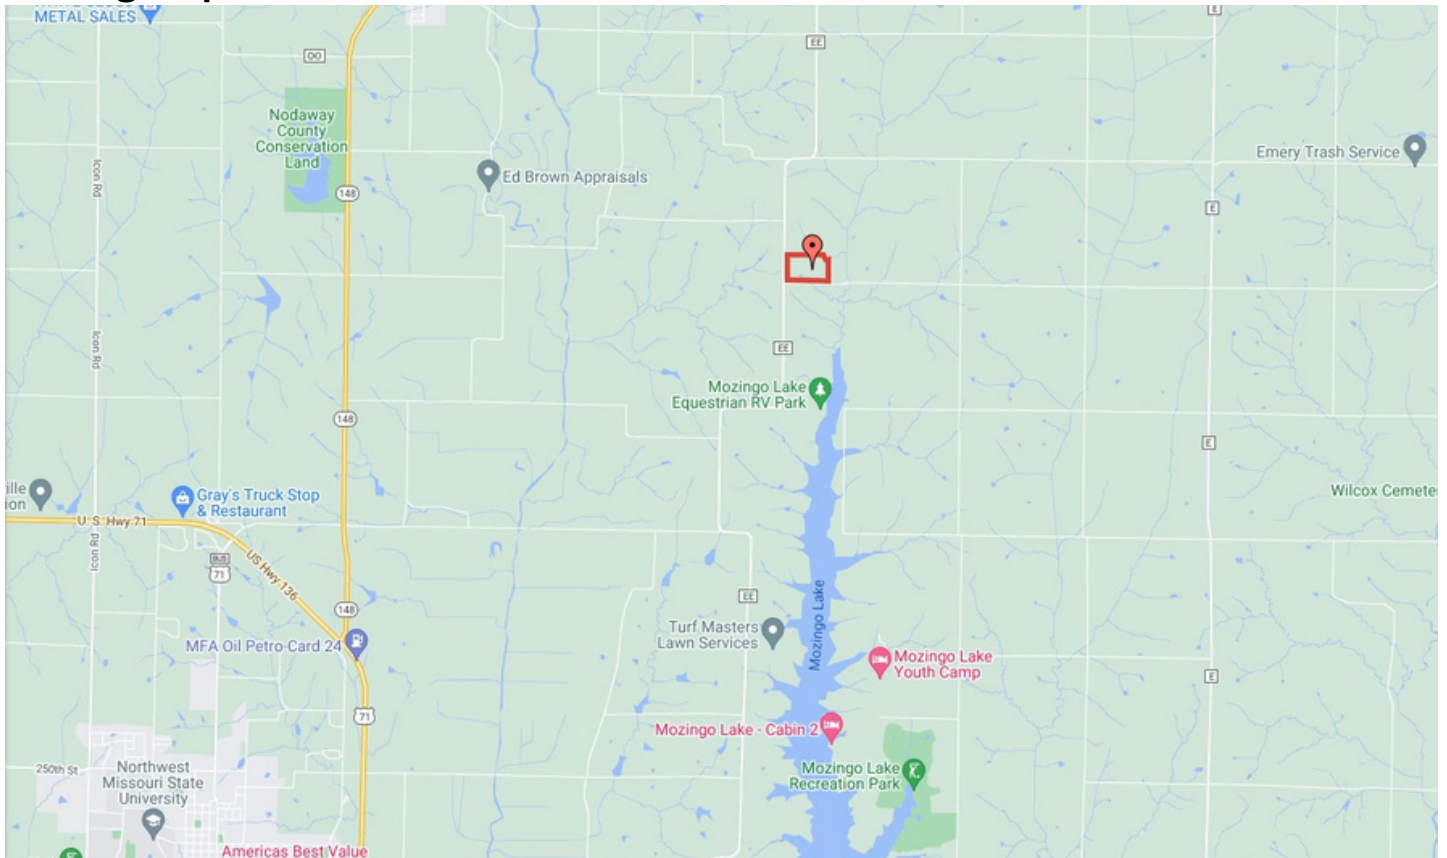 METAL SALES
EE
E
DO
Nodaway
County
Conservation
Land
Icon Rd
148
Ed Brown Appraisals
Emery Trash Service
E
Icon Rd
EE
Mozingo Lake
Equestrian RV Park
148
E
Gray's Truck Stop
& Restaurant
Wilcox
U.S. Hwy 71
Icon Rd
US Hwy 136
BUS
71
148
EE
Mozingo Lake
Turf Masters
Lawn Services
MFA Oil Petro-Card 24
Mozingo Lake
Youth Camp
E
71
Mozingo Lake - Cabin 2
250th St
Northwest
Missouri State
University
Mozingo Lake
Recreation Park
Americas Best Value